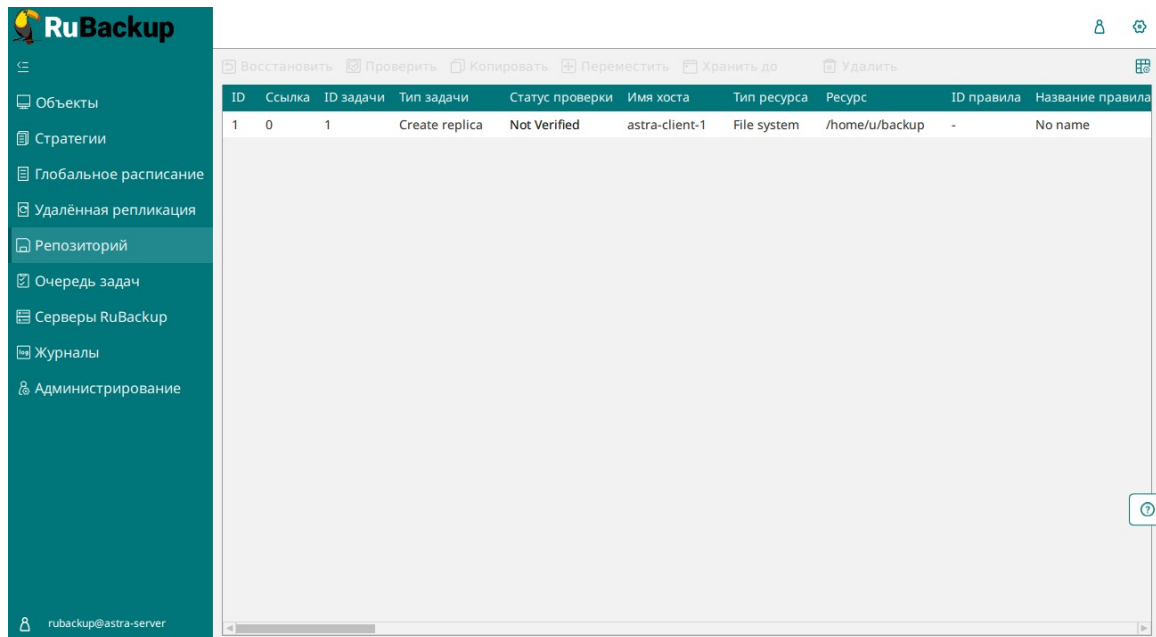 RuBackup
Объекты
Стратегии
Глобальное расписание
Удалённая репликация
Репозиторий
Очередь задач
Серверы RuBackup
log Журналы
Администрирование
rubackup@astra-server
Восстановить Проверить Копировать Переместить Хранить до Удалить
ID Ссылка ID задачи Тип задачи Статус проверки Имя хоста Тип ресурса Ресурс ID правила Название правила
1 0 1 Create replica Not Verified astra-client-1 File system /home/u/backup - No name